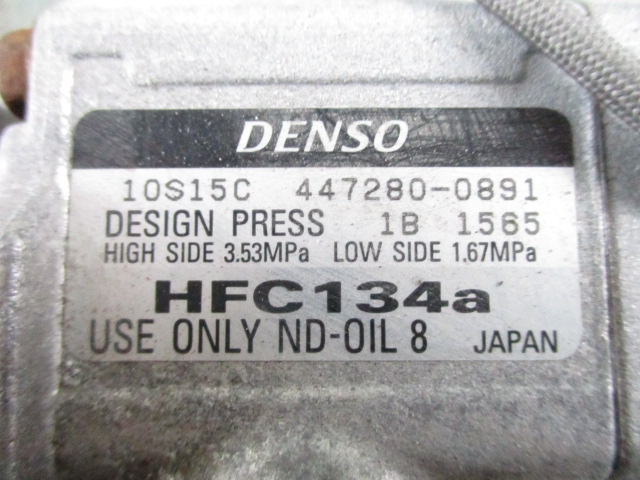 DENSO
10S15C 447280-0891
DESIGN PRESS 1B 1565
HIGH SIDE 3.53MPa LOW SIDE 1.67MPa
HFC134a
USE ONLY ND-OIL 8 JAPAN